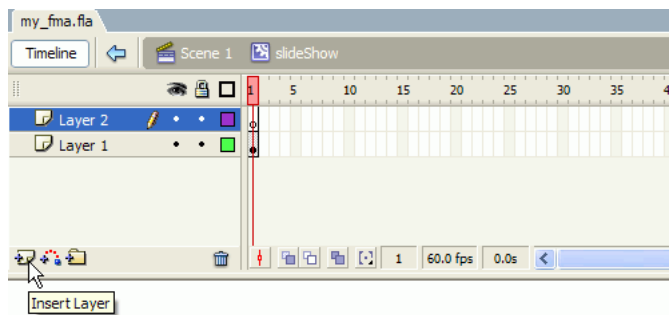 my_fma.fla
Timeline Scene 1 slideShow
1 5 10 15 20 25 30 35 4
Layer 2
Layer 1
1 60.0 fps 0.0s
Insert Layer